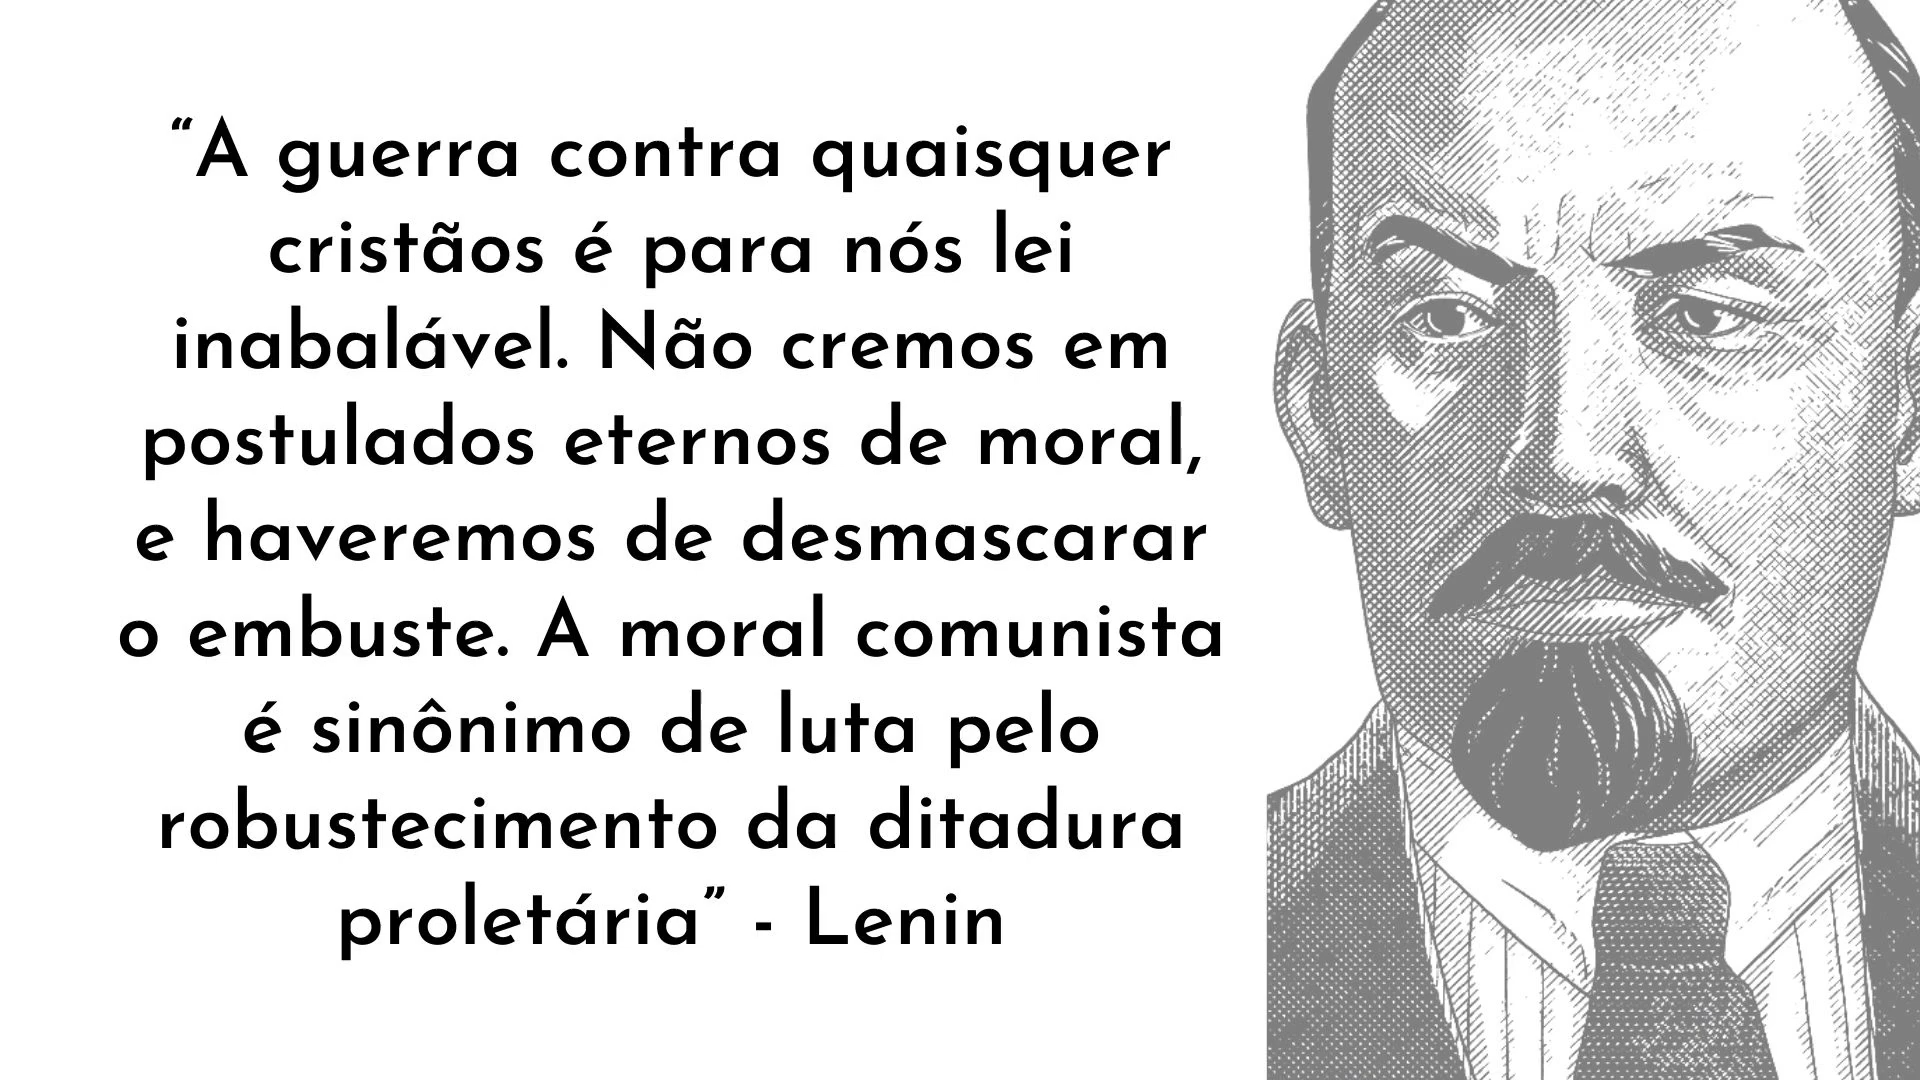 “A guerra contra quaisquer
cristãos é para nós lei
inabalável. Não cremos em
postulados eternos de moral,
e haveremos de desmascarar
o embuste. A moral comunista
é sinônimo de luta pelo
robustecimento da ditadura
proletária” - Lenin